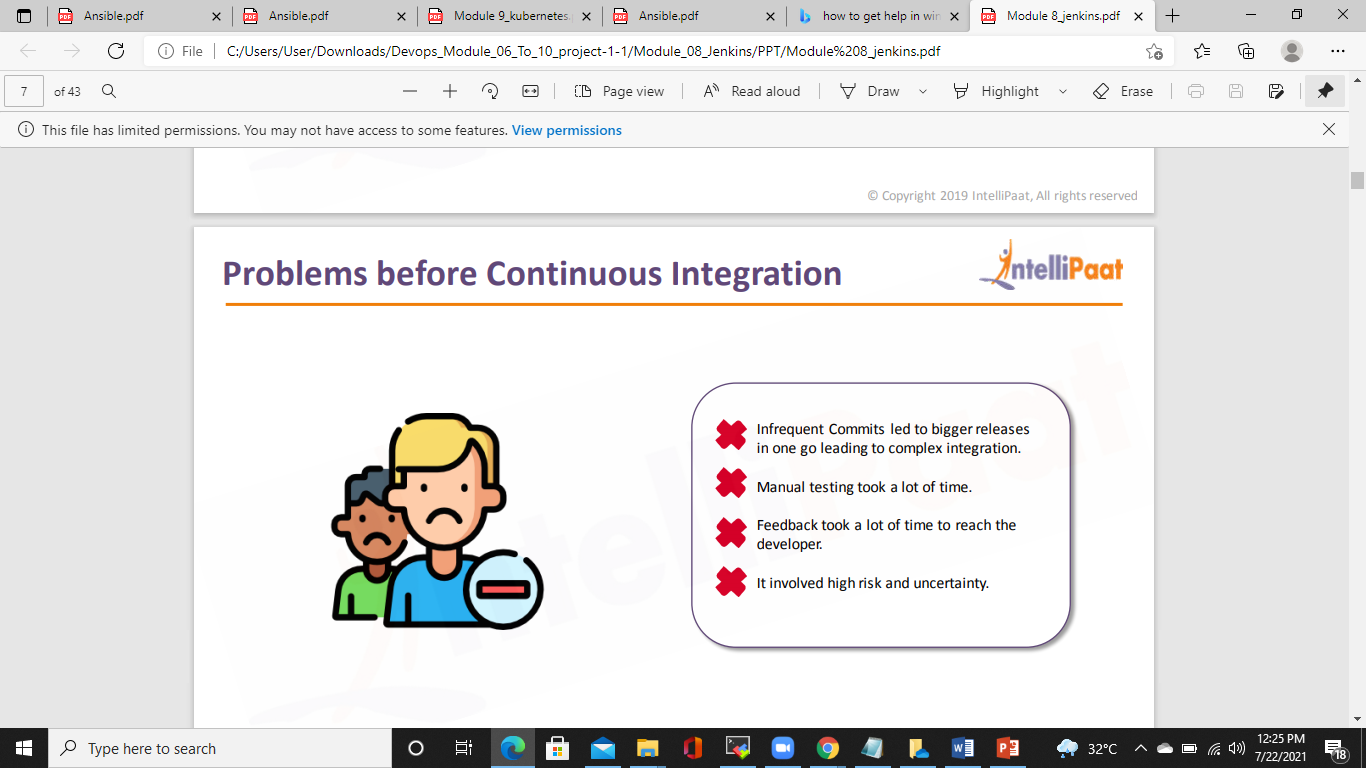 Ansible.pdf
Ansible.pdf
Module 9_kubernetes.
Ansible.pdf
how to get help in win
Module 8_jenkins.pdf
File
C:/Users/User/Downloads/Devops_Module_06_To_10_project-1-1/Module_08_Jenkins/PPT/Module%208_jenkins.pdf
7 of 43
Page view
Read aloud
Draw
Highlight
Erase
This file has limited permissions. You may not have access to some features. View permissions
© Copyright 2019 IntelliPaat, All rights reserved
Problems before Continuous Integration
IntelliPaat
Infrequent Commits led to bigger releases
in one go leading to complex integration.
Manual testing took a lot of time.
Feedback took a lot of time to reach the
developer.
It involved high risk and uncertainty.
Type here to search
32°C
12:25 PM
7/22/2021
18